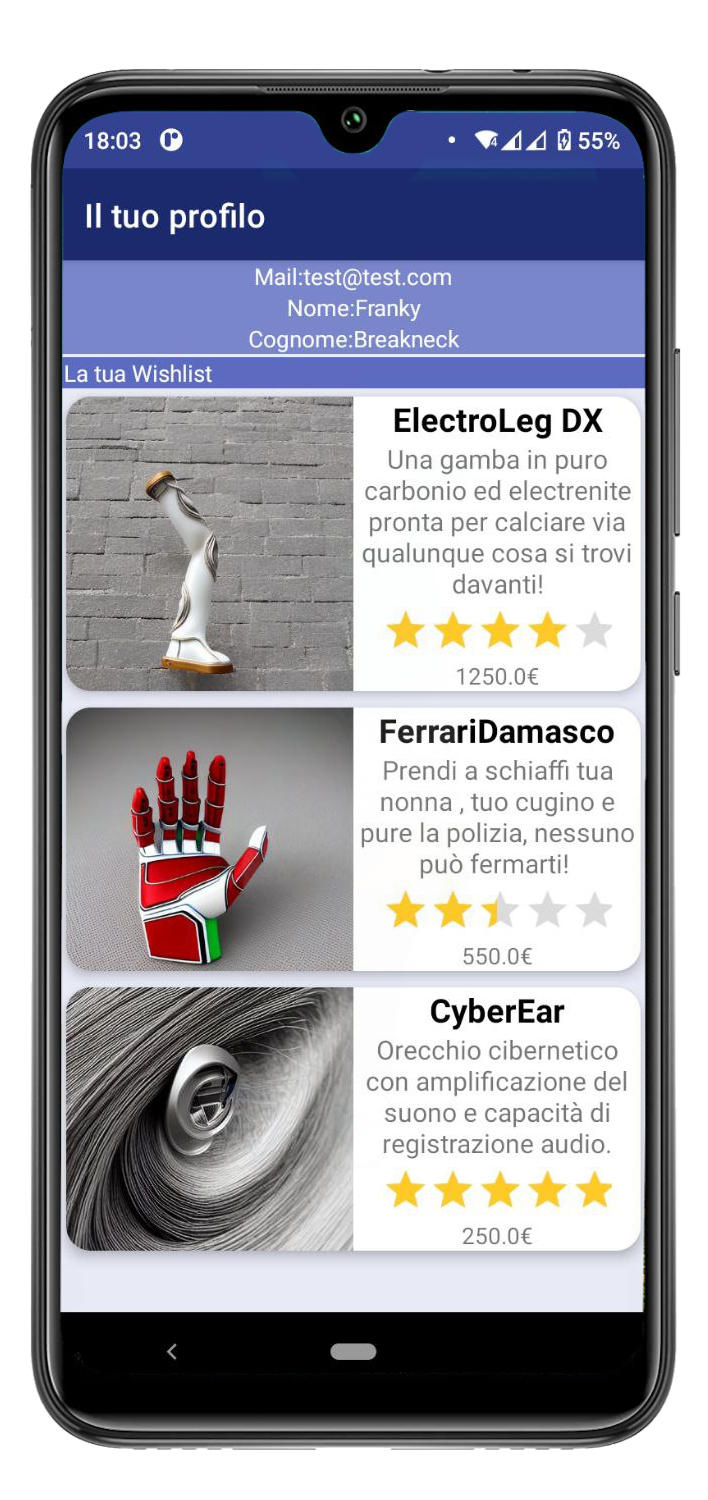 18:03
4
55%
Il tuo profilo
Mail:test@test.com
Nome:Franky
Cognome:Breakneck
La tua Wishlist
ElectroLeg DX
Una gamba in puro
carbonio ed electrenite
pronta per calciare via
qualunque cosa si trovi
davanti!
1250.0€
FerrariDamasco
Prendi a schiaffi tua
nonna , tuo cugino e
pure la polizia, nessuno
può fermarti!
550.0€
CyberEar
Orecchio cibernetico
con amplificazione del
suono e capacità di
registrazione audio.
250.0€